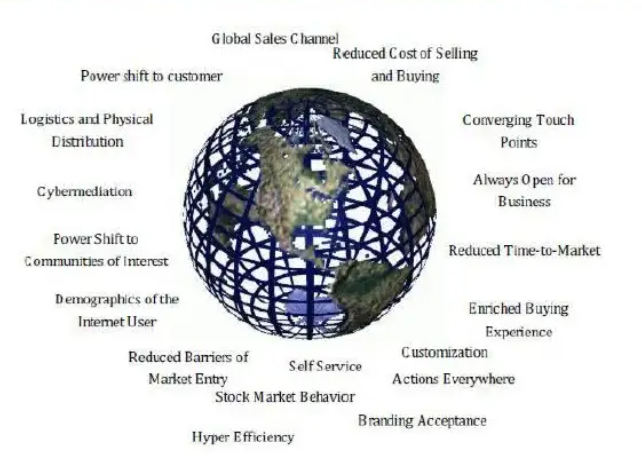 Global Sales Channel
Reduced Cost of Selling
and Buying
Power shift to customer
Logistics and Physical
Distribution
Converging Touch
Points
Cybermediation
Always Open for
Business
Power Shift to
Communities of Interest
Reduced Time-to-Market
Demographics of the
Internet User
Enriched Buying
Experience
Reduced Barriers of
Market Entry
Self Service
Customization
Actions Everywhere
Stock Market Behavior
Branding Acceptance
Hyper Efficiency